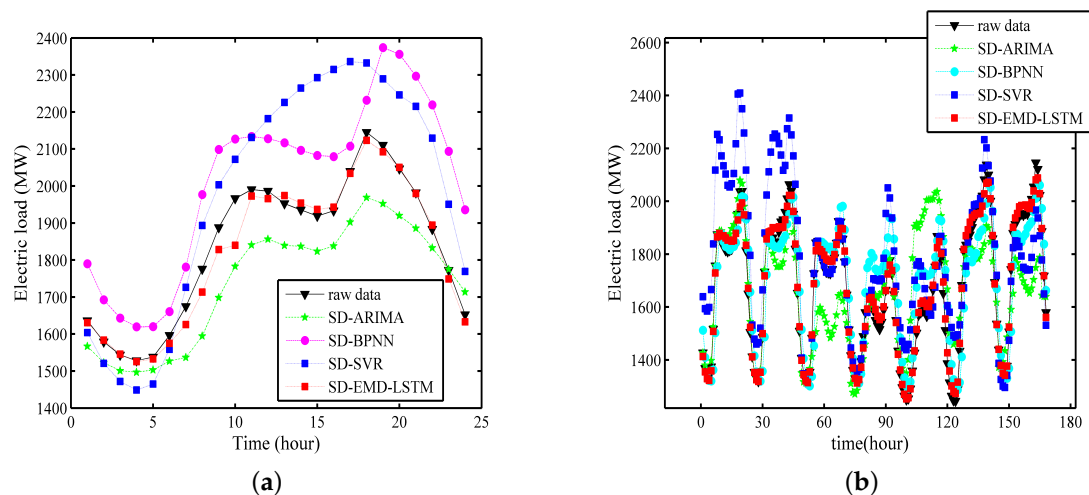 2400
2300
2200
2100
2000
1900
1800
1700
1600
1500
1400
Electric load (MW)
0 5 10 15 20 25
Time (hour)
raw data
SD-ARIMA
SD-BPNN
SD-SVR
SD-EMD-LSTM
(a)
raw data
SD-ARIMA
SD-BPNN
SD-SVR
SD-EMD-LSTM
2600
2400
2200
2000
1800
1600
1400
Electric load (MW)
0 30 60 90 120 150 180
time(hour)
(b)